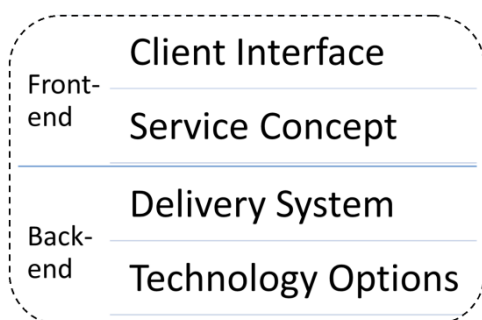 Client Interface
Front-
end
Service Concept
Delivery System
Back-
end
Technology Options